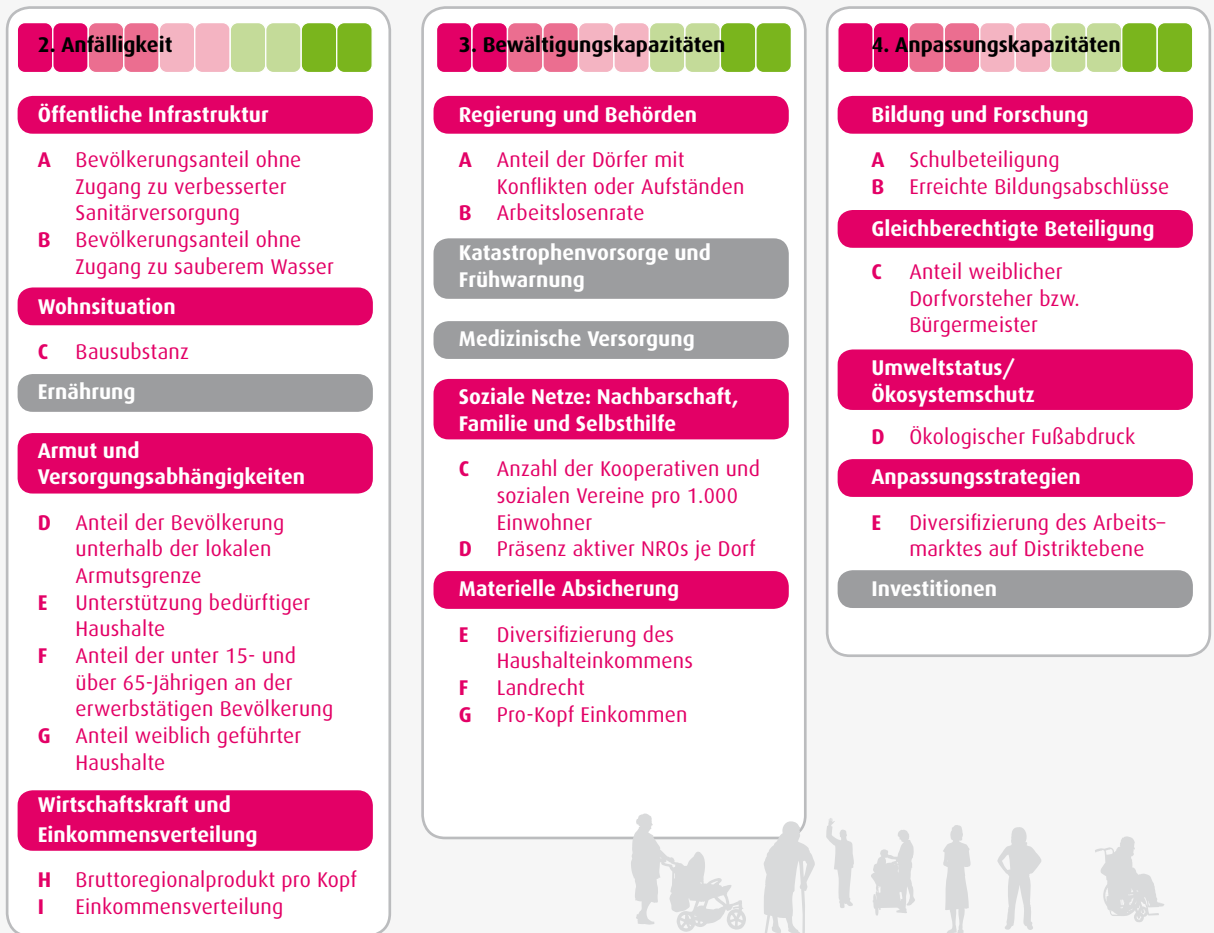 2. Anfälligkeit
Öffentliche Infrastruktur
A Bevölkerungsanteil ohne
Zugang zu verbesserter
Sanitärversorgung
B Bevölkerungsanteil ohne
Zugang zu sauberem Wasser
Wohnsituation
C Bausubstanz
Ernährung
Armut und
Versorgungsabhängigkeiten
D Anteil der Bevölkerung
unterhalb der lokalen
Armutsgrenze
E Unterstützung bedürftiger
Haushalte
F Anteil der unter 15- und
über 65-Jährigen an der
erwerbstätigen Bevölkerung
G Anteil weiblich geführter
Haushalte
Wirtschaftskraft und
Einkommensverteilung
H Bruttoregionalprodukt pro Kopf
I Einkommensverteilung
3. Bewältigungskapazitäten
Regierung und Behörden
A Anteil der Dörfer mit
Konflikten oder Aufständen
B Arbeitslosenrate
Katastrophenvorsorge und
Frühwarnung
Medizinische Versorgung
Soziale Netze: Nachbarschaft,
Familie und Selbsthilfe
C Anzahl der Kooperativen und
sozialen Vereine pro 1.000
Einwohner
D Präsenz aktiver NROs je Dorf
Materielle Absicherung
E Diversifizierung des
Haushalteinkommens
F Landrecht
G Pro-Kopf Einkommen
4. Anpassungskapazitäten
Bildung und Forschung
A Schulbeteiligung
B Erreichte Bildungsabschlüsse
Gleichberechtigte Beteiligung
C Anteil weiblicher
Dorfvorsteher bzw.
Bürgermeister
Umweltstatus/
Ökosystemschutz
D Ökologischer Fußabdruck
Anpassungsstrategien
E Diversifizierung des Arbeits–
marktes auf Distriktebene
Investitionen